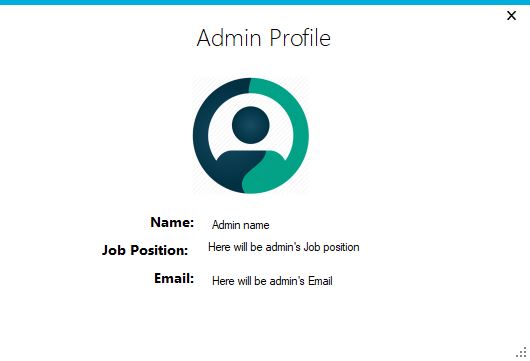 Admin Profile
Name: Admin name
Job Position: Here will be admin's Job position
Email: Here will be admin's Email